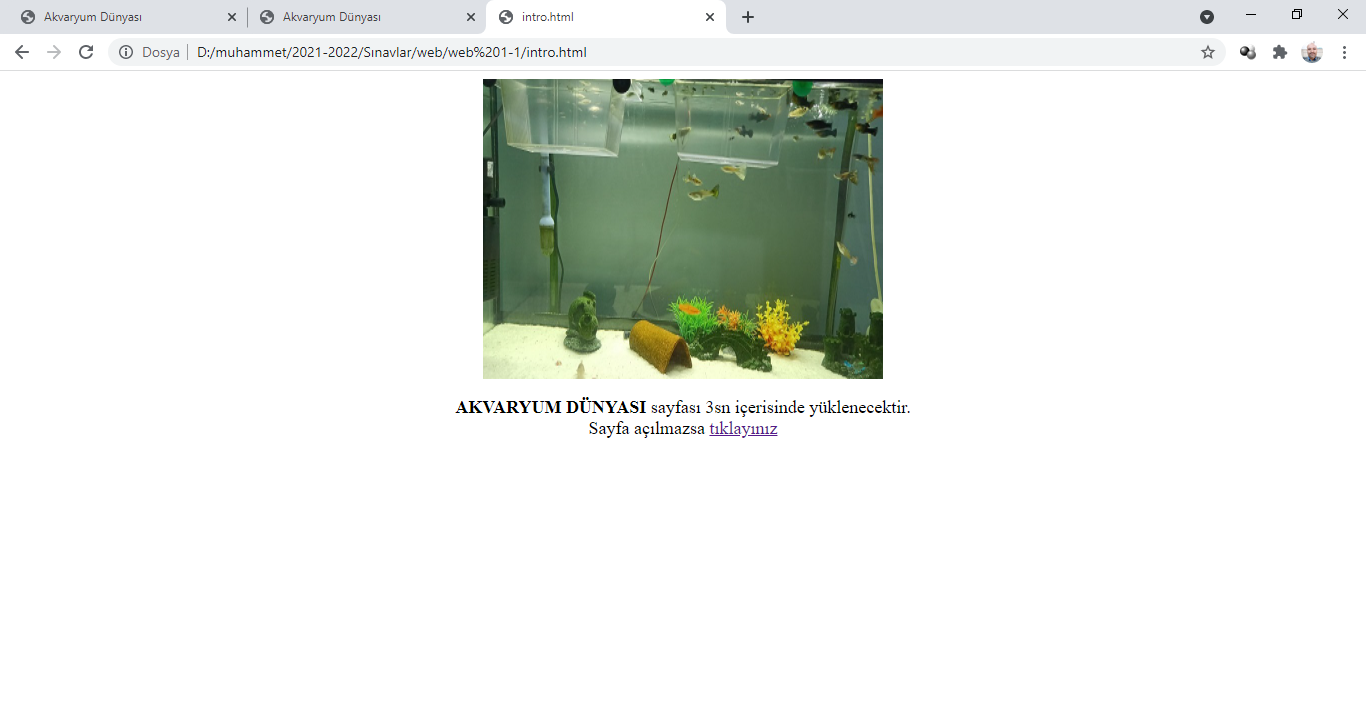 Akvaryum Dünyası
Akvaryum Dünyası
intro.html
Dosya
D:/muhammet/2021-2022/Sınavlar/web/web%201-1/intro.html
AKVARYUM DÜNYASI sayfası 3sn içerisinde yüklenecektir.
Sayfa açılmazsa tıklayınız